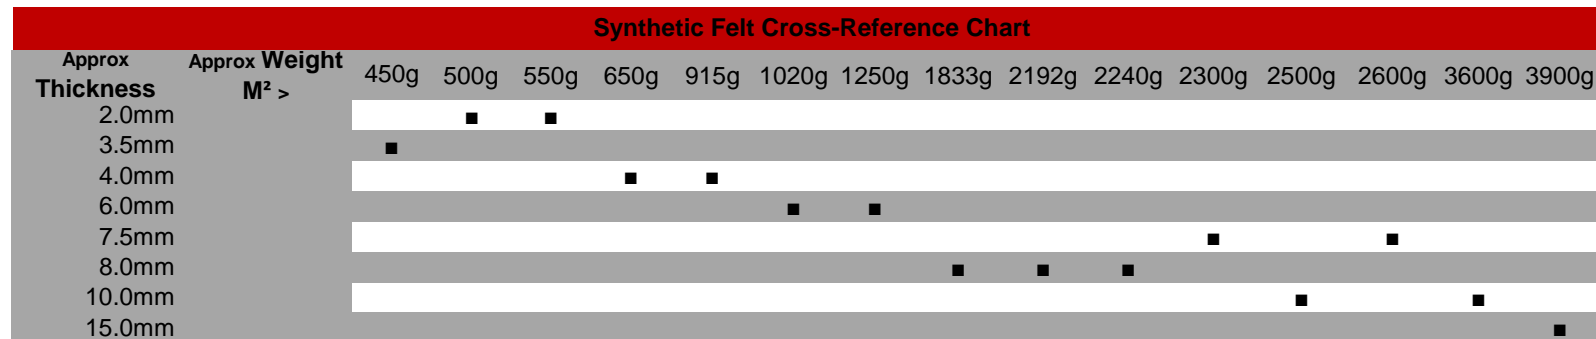 Synthetic Felt Cross-Reference Chart
Approx Thickness Approx Weight M² > 450g 500g 550g 650g 915g 1020g 1250g 1833g 2192g 2240g 2300g 2500g 2600g 3600g 3900g
2.0mm ■ ■
3.5mm ■
4.0mm ■ ■
6.0mm ■ ■
7.5mm ■ ■
8.0mm ■ ■ ■
10.0mm ■ ■
15.0mm ■